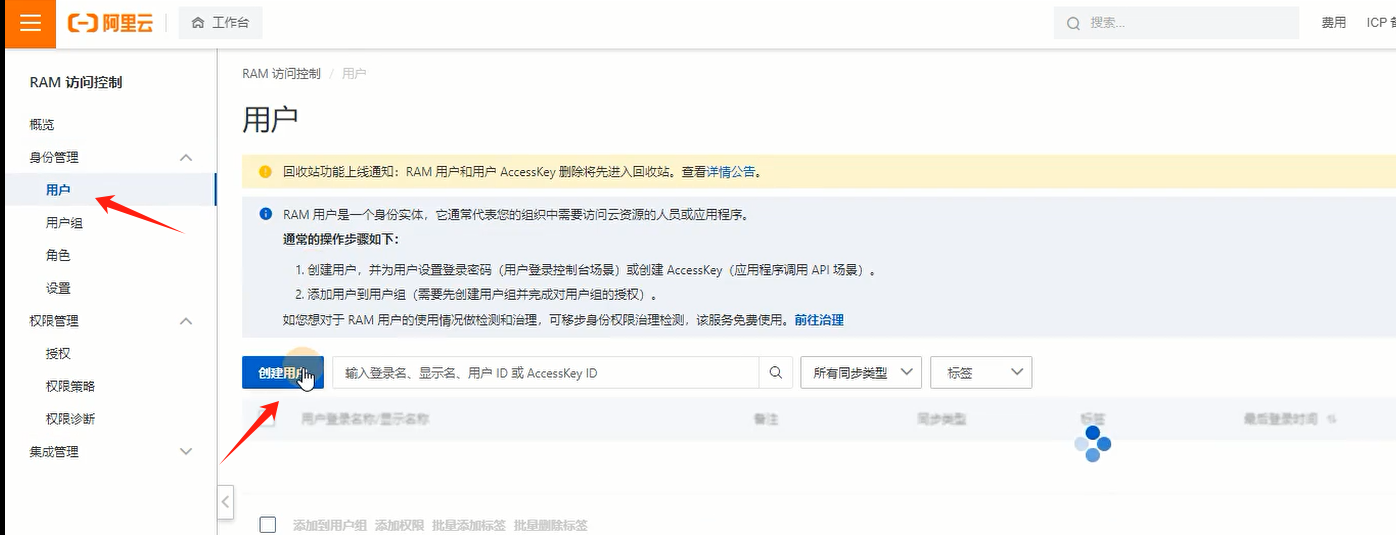 阿里云
工作台
搜索...
费用
ICP 备
RAM 访问控制
概览
身份管理
用户
用户组
角色
设置
权限管理
授权
权限策略
权限诊断
集成管理
RAM 访问控制 / 用户
用户
回收站功能上线通知：RAM 用户和用户 AccessKey 删除将先进入回收站。查看详情公告。
RAM 用户是一个身份实体，它通常代表您的组织中需要访问云资源的人员或应用程序。
通常的操作步骤如下：
1. 创建用户，并为用户设置登录密码（用户登录控制台场景）或创建 AccessKey（应用程序调用 API 场景）。
2. 添加用户到用户组（需要先创建用户组并完成对用户组的授权）。
如您想对于 RAM 用户的使用情况做检测和治理，可移步身份权限治理检测，该服务免费使用。前往治理
创建用户 输入登录名、显示名、用户 ID 或 AccessKey ID 所有同步类型 标签
用户登录名称/显示名称 备注 同步类型 标签 最后登录时间
添加到用户组 添加权限 批量添加标签 批量删除标签